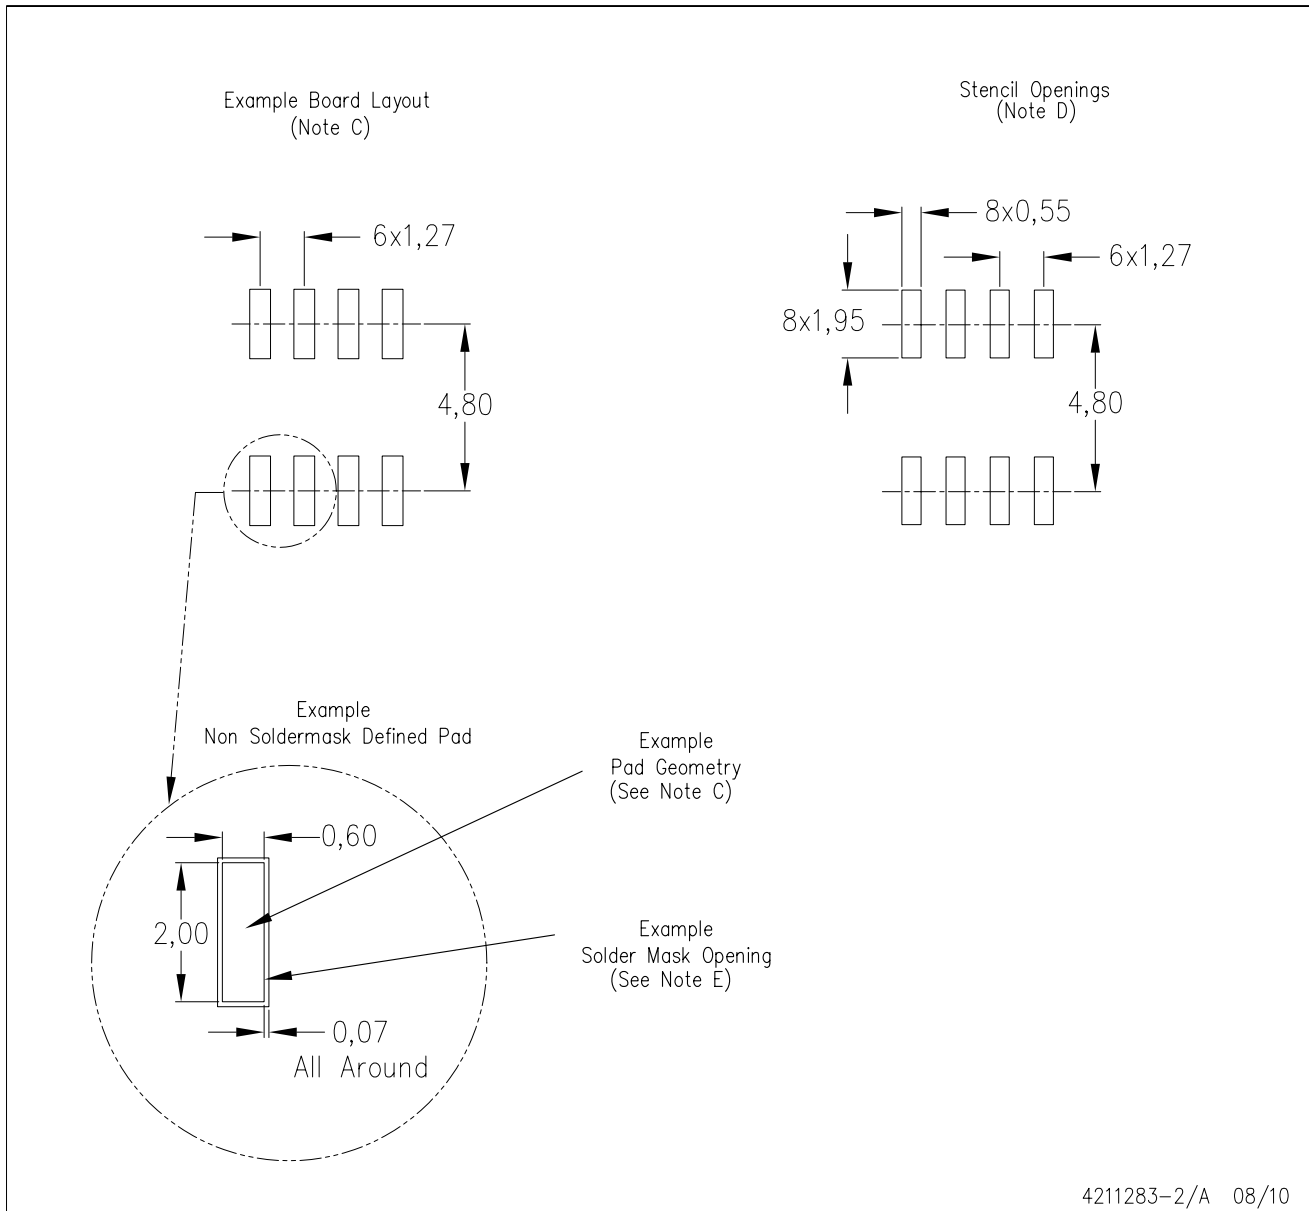 Example Board Layout
(Note C)
6x1,27
4,80
Stencil Openings
(Note D)
8x0,55
6x1,27
8x1,95
4,80
Example
Non Soldermask Defined Pad
0,60
2,00
0,07
All Around
Example
Pad Geometry
(See Note C)
Example
Solder Mask Opening
(See Note E)
4211283-2/A 08/10